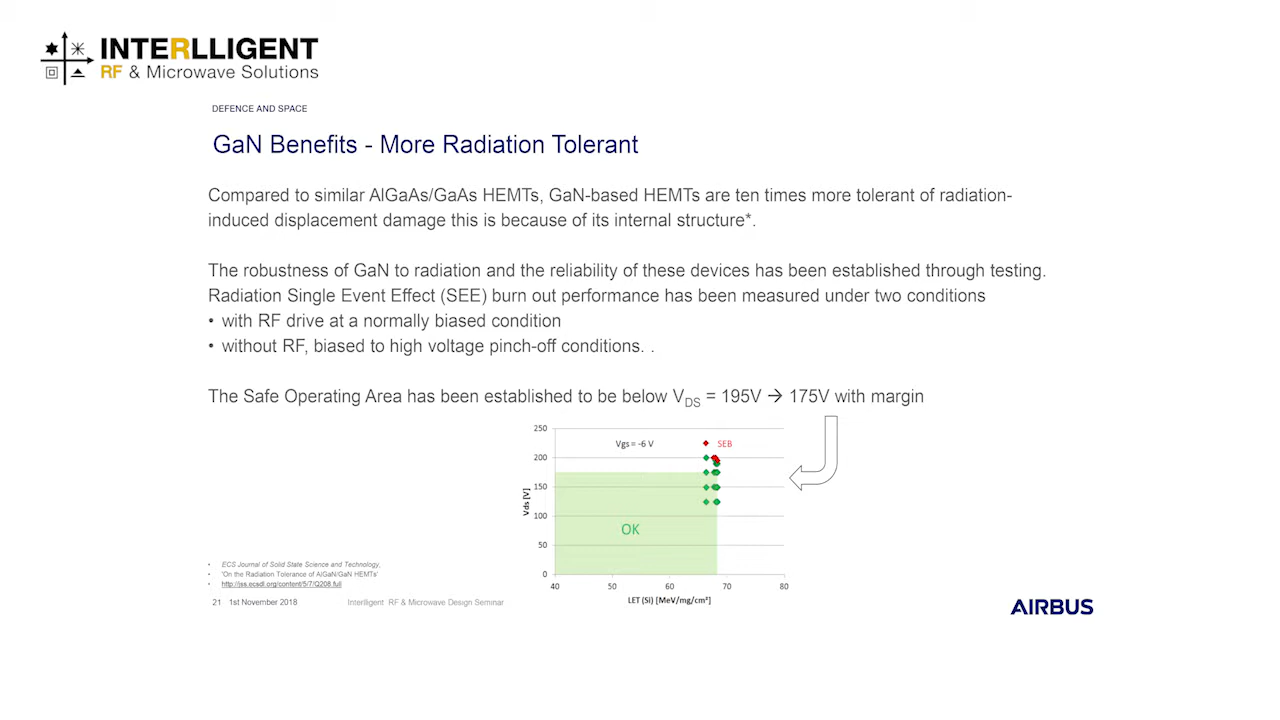 INTERLLIGENT
RF & Microwave Solutions
DEFENCE AND SPACE
GaN Benefits - More Radiation Tolerant
Compared to similar AlGaAs/GaAs HEMTs, GaN-based HEMTs are ten times more tolerant of radiation-
induced displacement damage this is because of its internal structure*.
The robustness of GaN to radiation and the reliability of these devices has been established through testing.
Radiation Single Event Effect (SEE) burn out performance has been measured under two conditions
• with RF drive at a normally biased condition
• without RF, biased to high voltage pinch-off conditions. .
The Safe Operating Area has been established to be below VDS = 195V → 175V with margin
250
200
150
100
50
0
Vds [V]
Vgs = -6 V
SEB
OK
40 50 60 70 80
LET (Si) [MeV/mg/cm²]
• ECS Journal of Solid State Science and Technology,
• 'On the Radiation Tolerance of AlGaN/GaN HEMTs'
• http://jss.ecsdl.org/content/5/7/Q208.full
21 1st November 2018 Interlligent RF & Microwave Design Seminar
AIRBUS